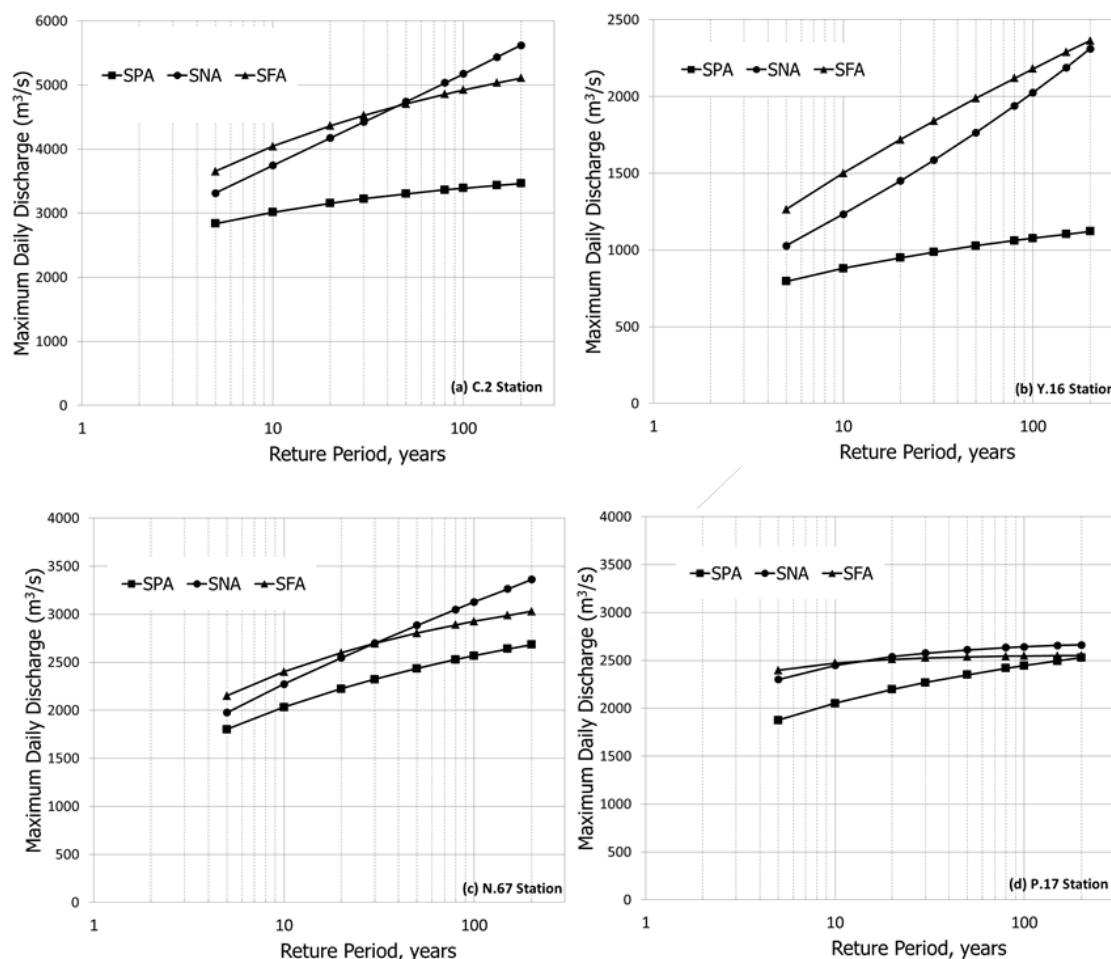 6000
5000
4000
3000
2000
1000
0
Maximum Daily Discharge (m³/s)
SPA SNA SFA
(a) C.2 Station
1 10 100
Reture Period, years
2500
2000
1500
1000
500
0
Maximum Daily Discharge (m³/s)
SPA SNA SFA
(b) Y.16 Station
1 10 100
Reture Period, years
4000
3500
3000
2500
2000
1500
1000
500
0
Maximum Daily Discharge (m³/s)
SPA SNA SFA
(c) N.67 Station
1 10 100
Reture Period, years
4000
3500
3000
2500
2000
1500
1000
500
0
Maximum Daily Discharge (m³/s)
SPA SNA SFA
(d) P.17 Station
1 10 100
Reture Period, years